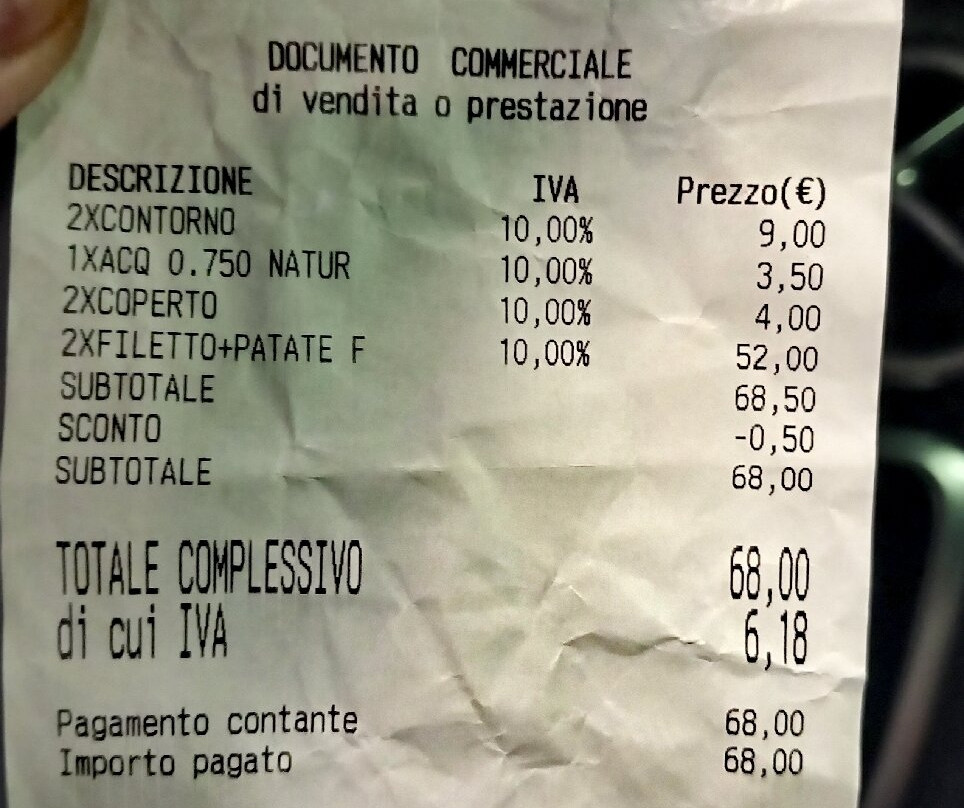 DOCUMENTO COMMERCIALE
di vendita o prestazione
DESCRIZIONE IVA Prezzo(€)
2XCONTORNO 10,00% 9,00
1XACQ 0.750 NATUR 10,00% 3,50
2XCOPERTO 10,00% 4,00
2XFILETTO+PATATE F 10,00% 52,00
SUBTOTALE 68,50
SCONTO -0,50
SUBTOTALE 68,00
TOTALE COMPLESSIVO 68,00
di cui IVA 6,18
Pagamento contante 68,00
Importo pagato 68,00